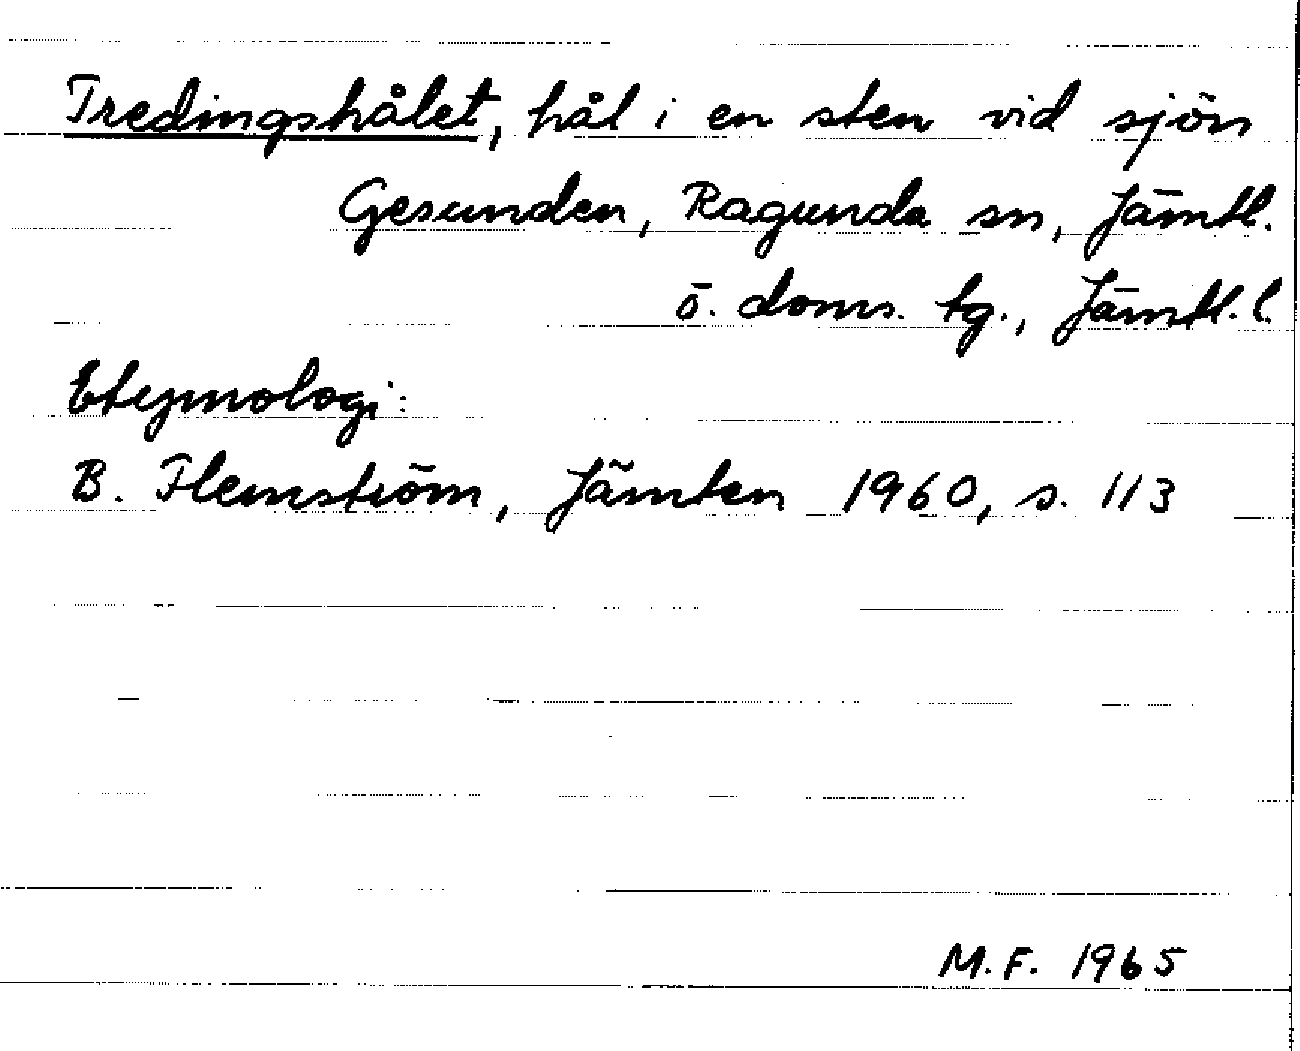 Tredingshålet, hål i en sten vid sjön
Gesunden, Ragunda sn, Jämtl.
ö. doms. tg., Jämtl. l.
Etymologi:
B. Flemström, Jämten 1960, s. 113
M.F. 1965